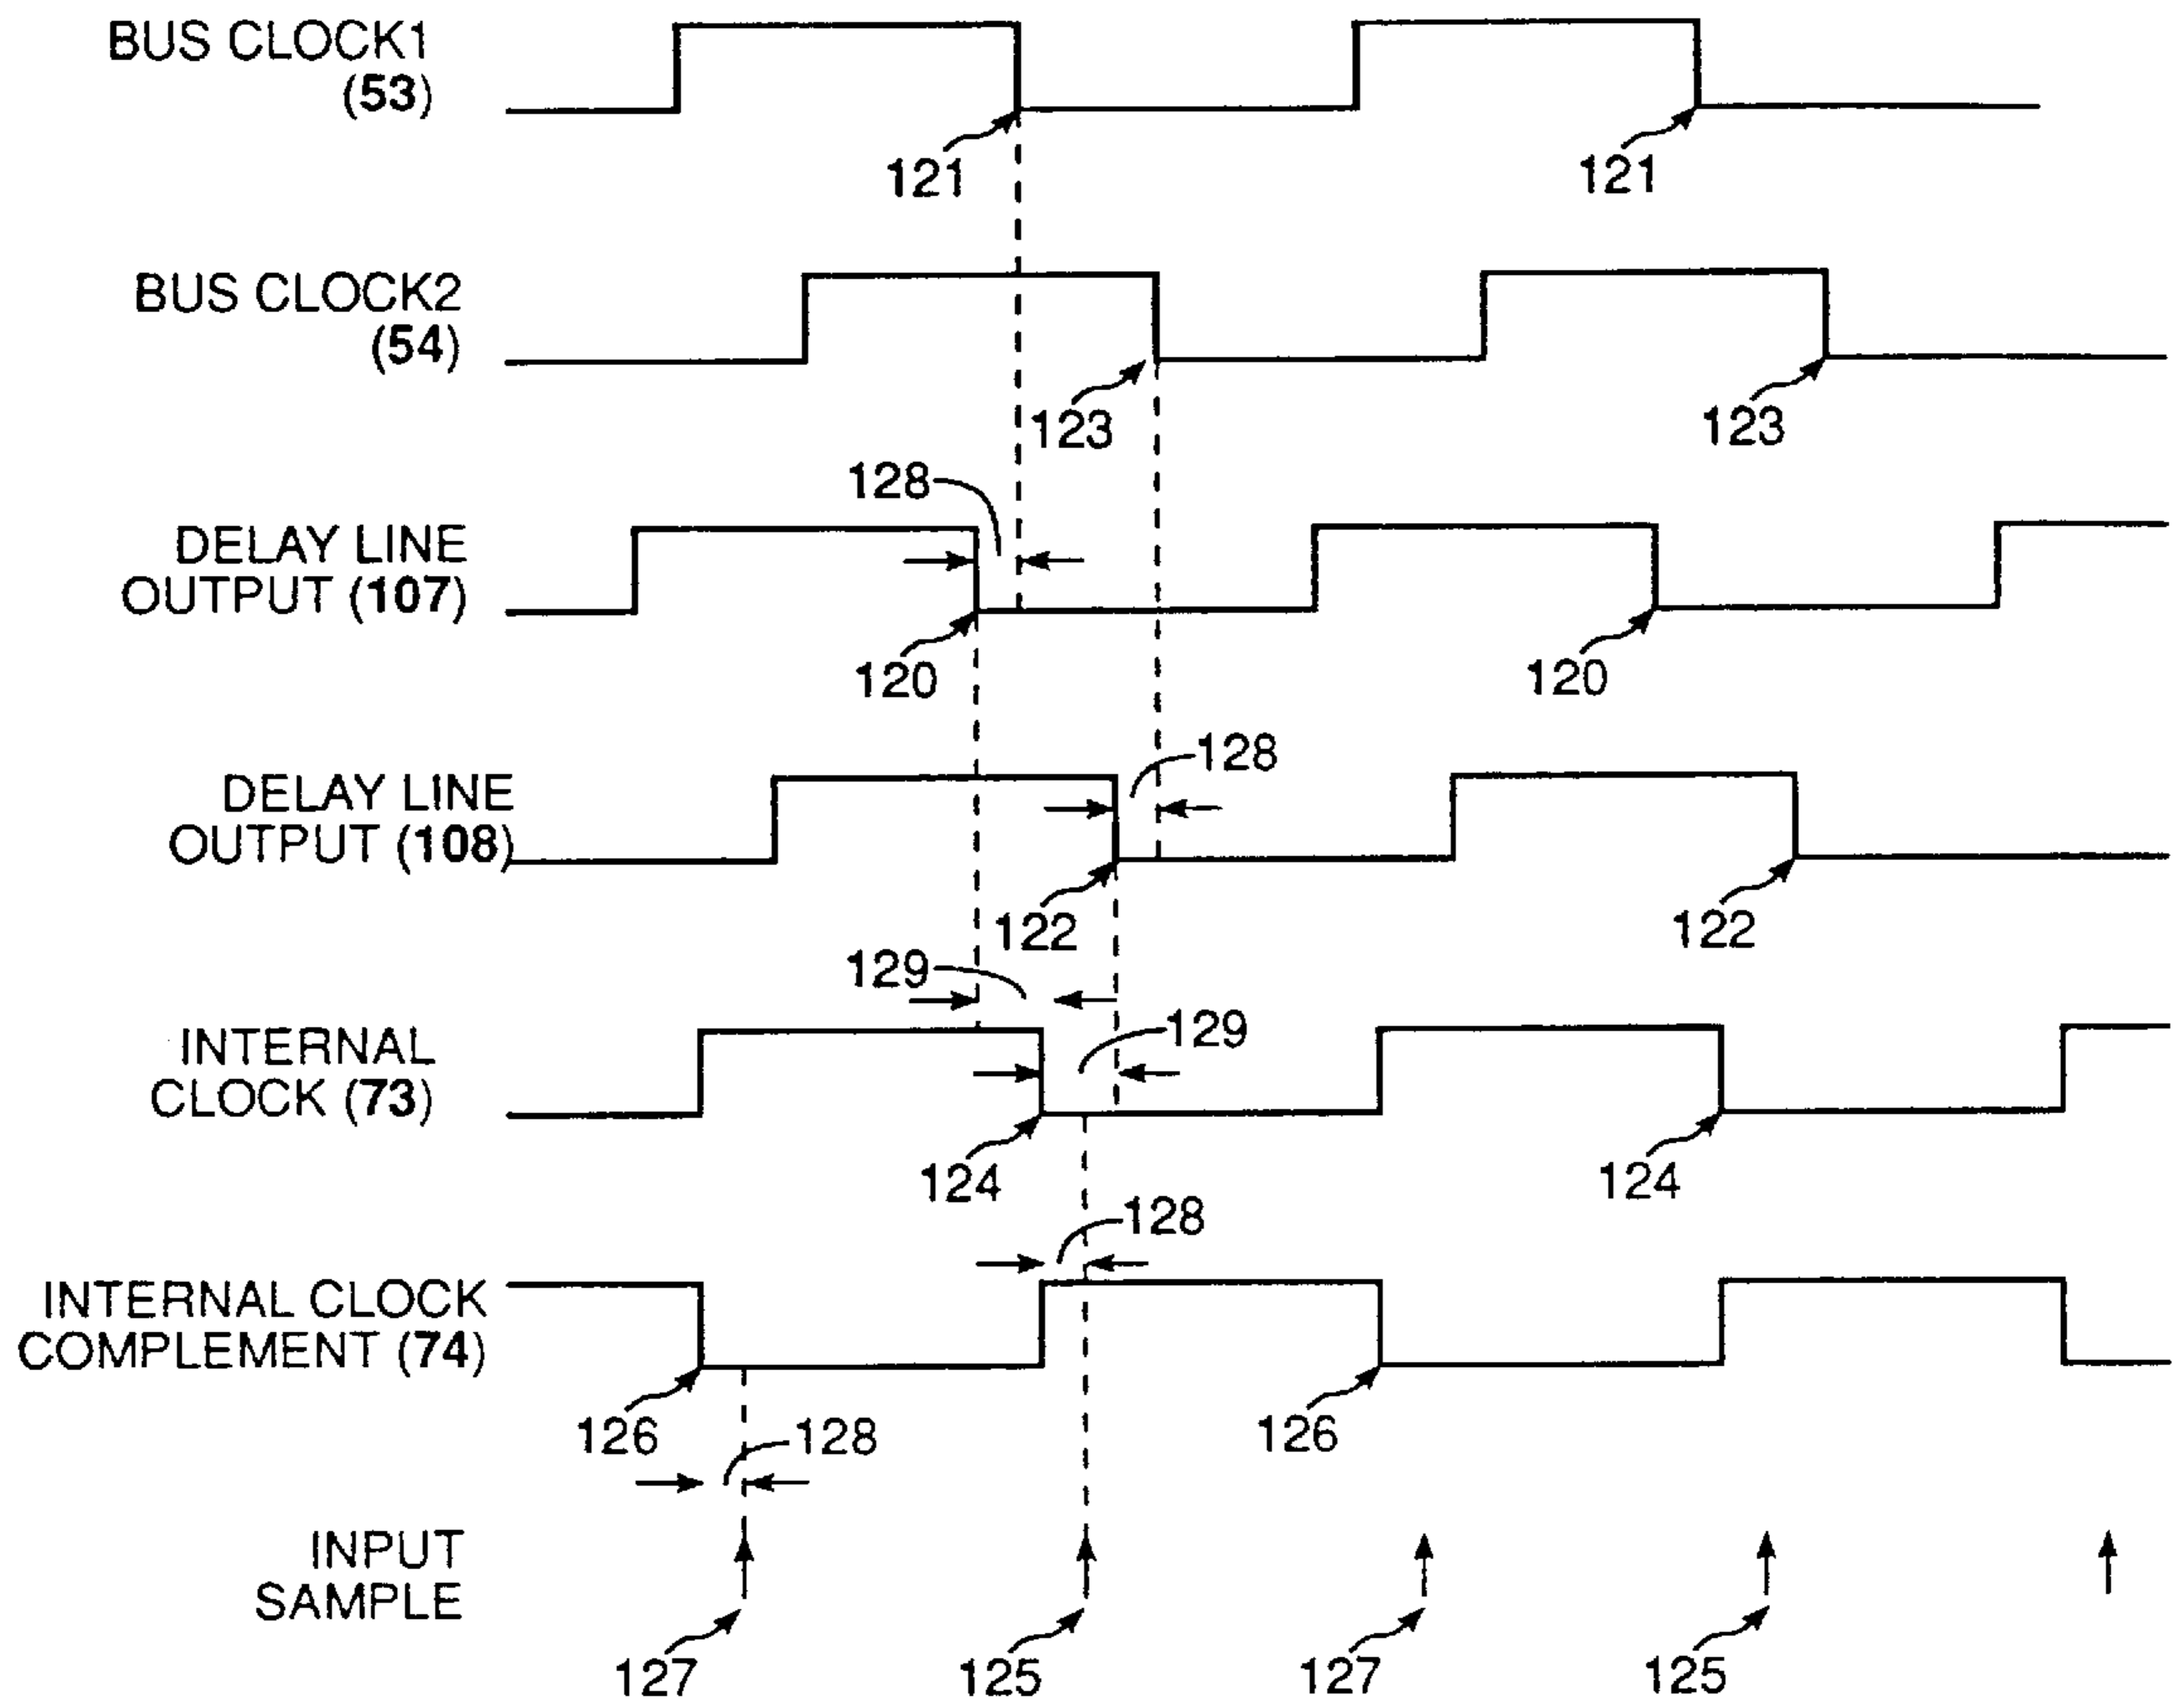 BUS CLOCK1
(53)
121
121
BUS CLOCK2
(54)
123
123
128
DELAY LINE
OUTPUT (107)
120
120
128
DELAY LINE
OUTPUT (108)
122
122
129
129
INTERNAL
CLOCK (73)
124
124
128
INTERNAL CLOCK
COMPLEMENT (74)
126
128
126
INPUT
SAMPLE
127
125
127
125